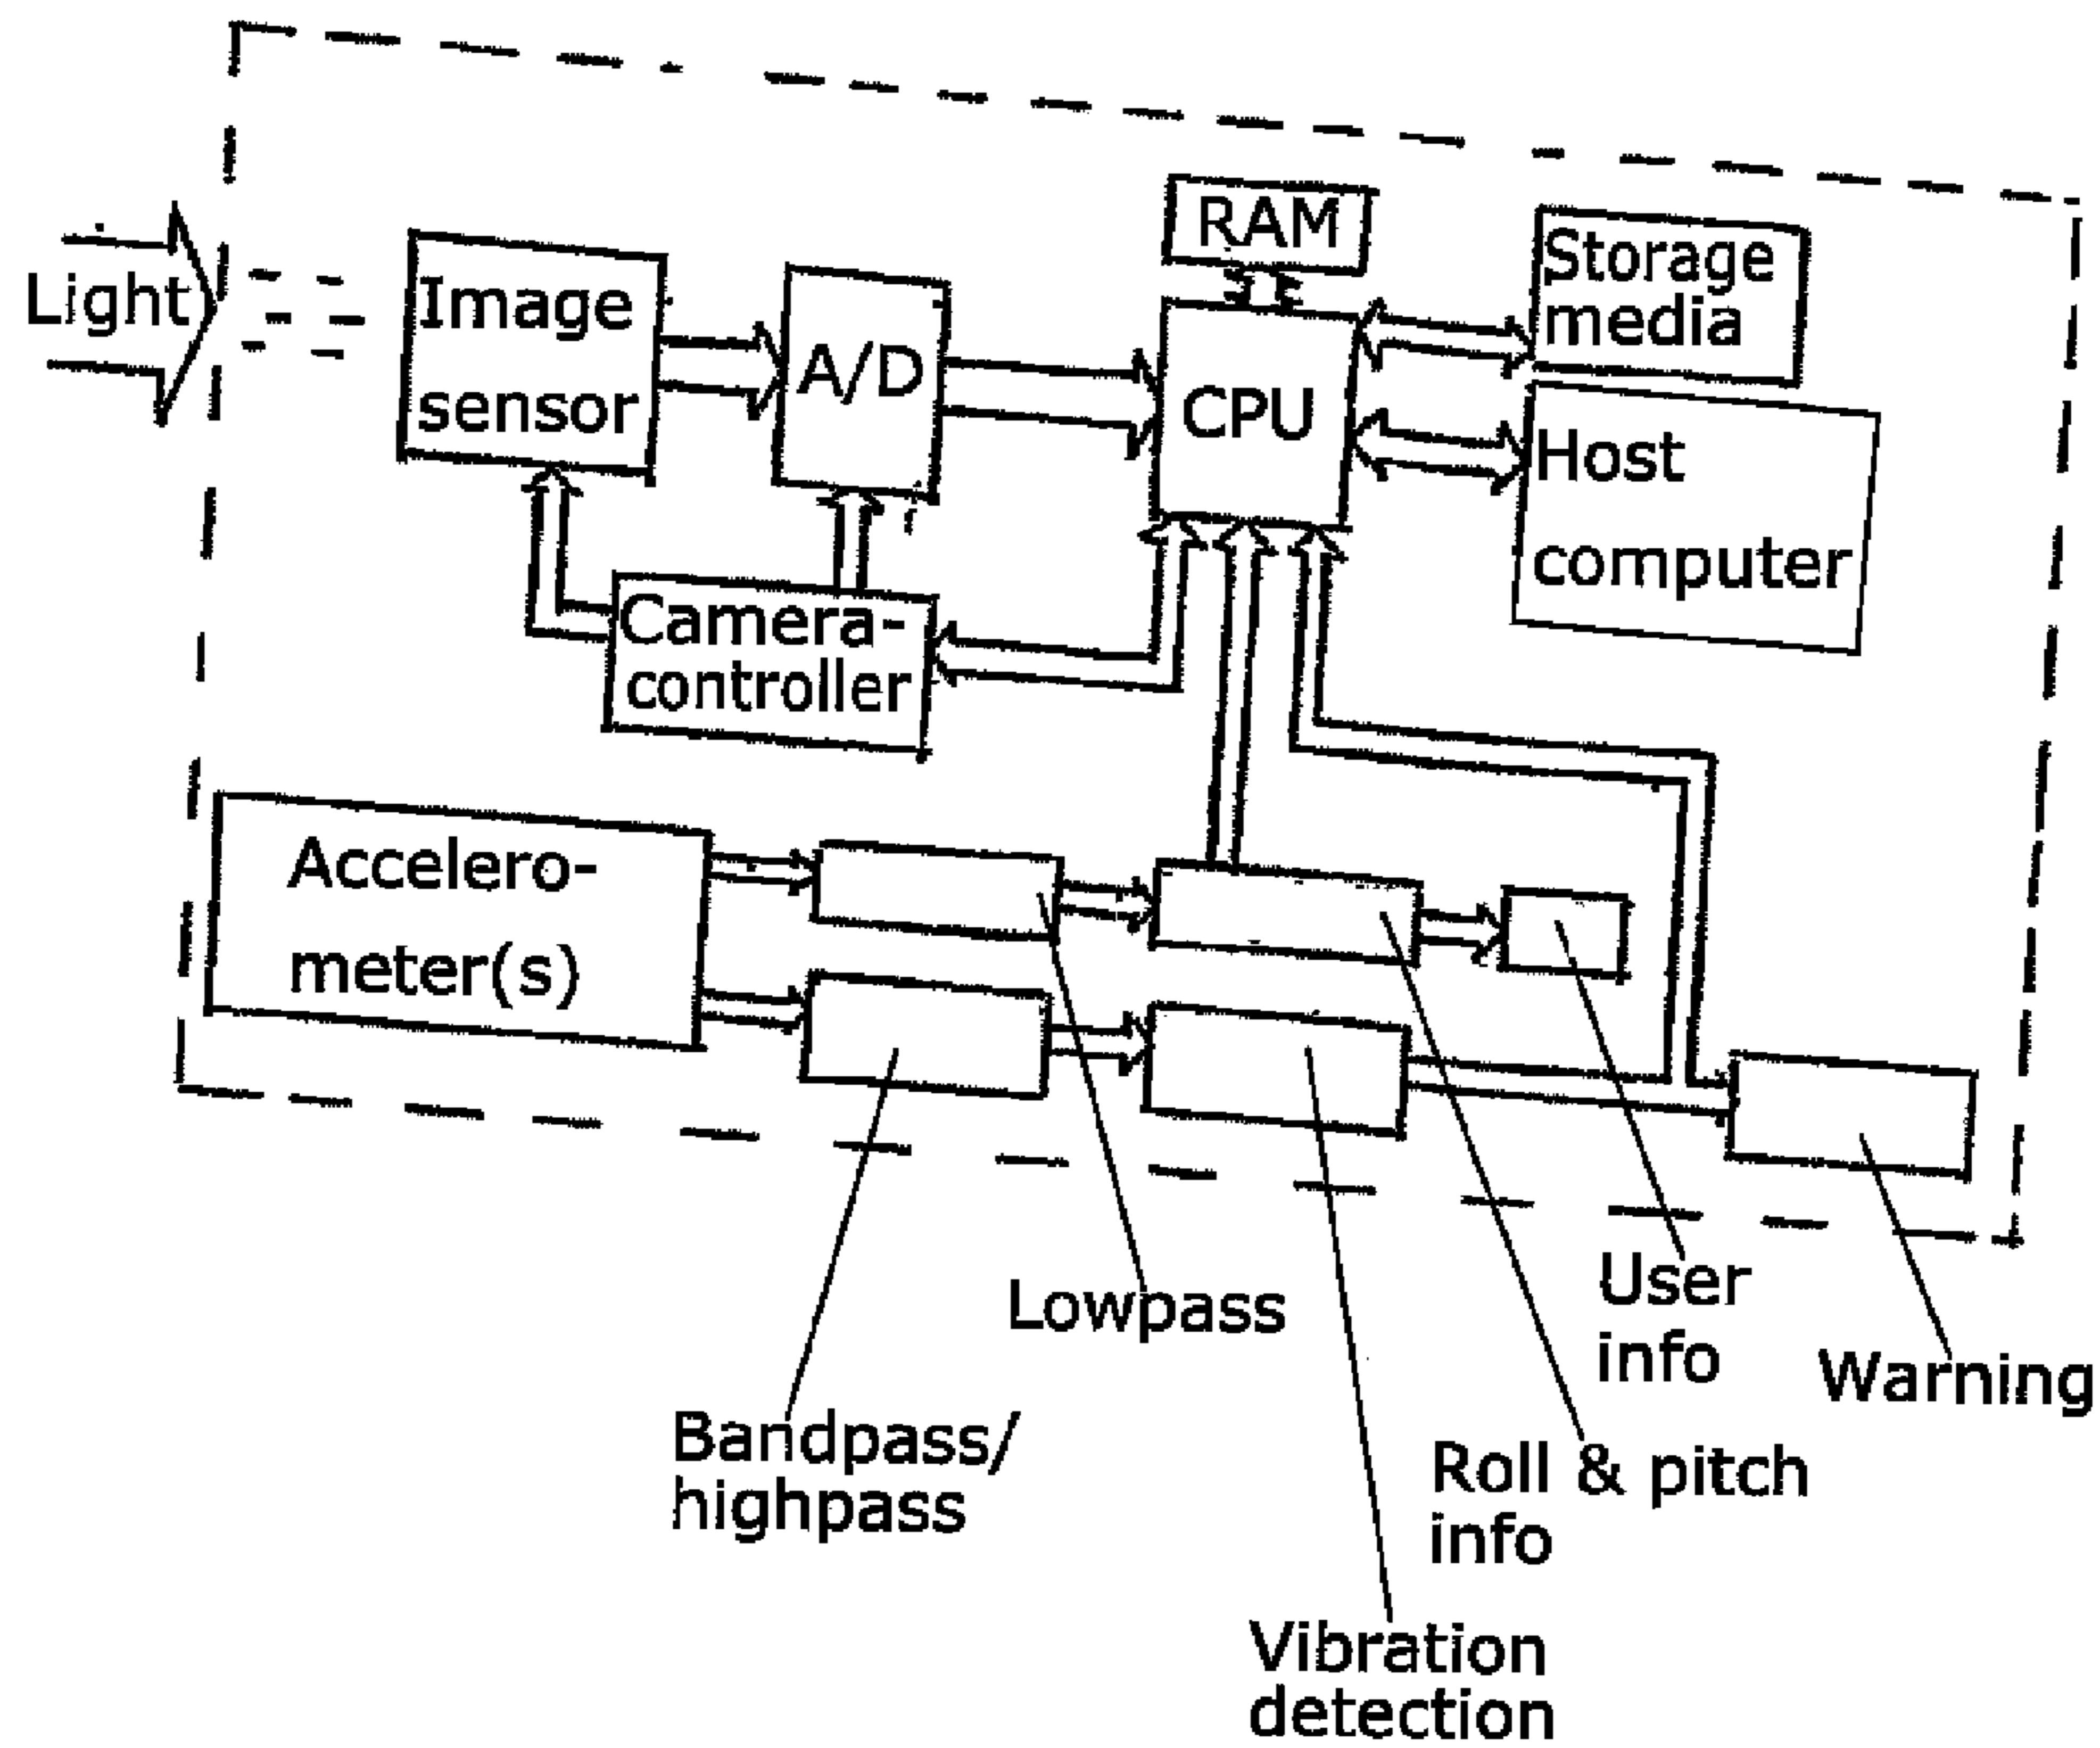 RAM
Storage
media
Light
Image
sensor
A/D
CPU
Host
computer
Camera-
controller
Accelero-
meter(s)
Lowpass
User
info
Warning
Bandpass/
highpass
Roll & pitch
info
Vibration
detection